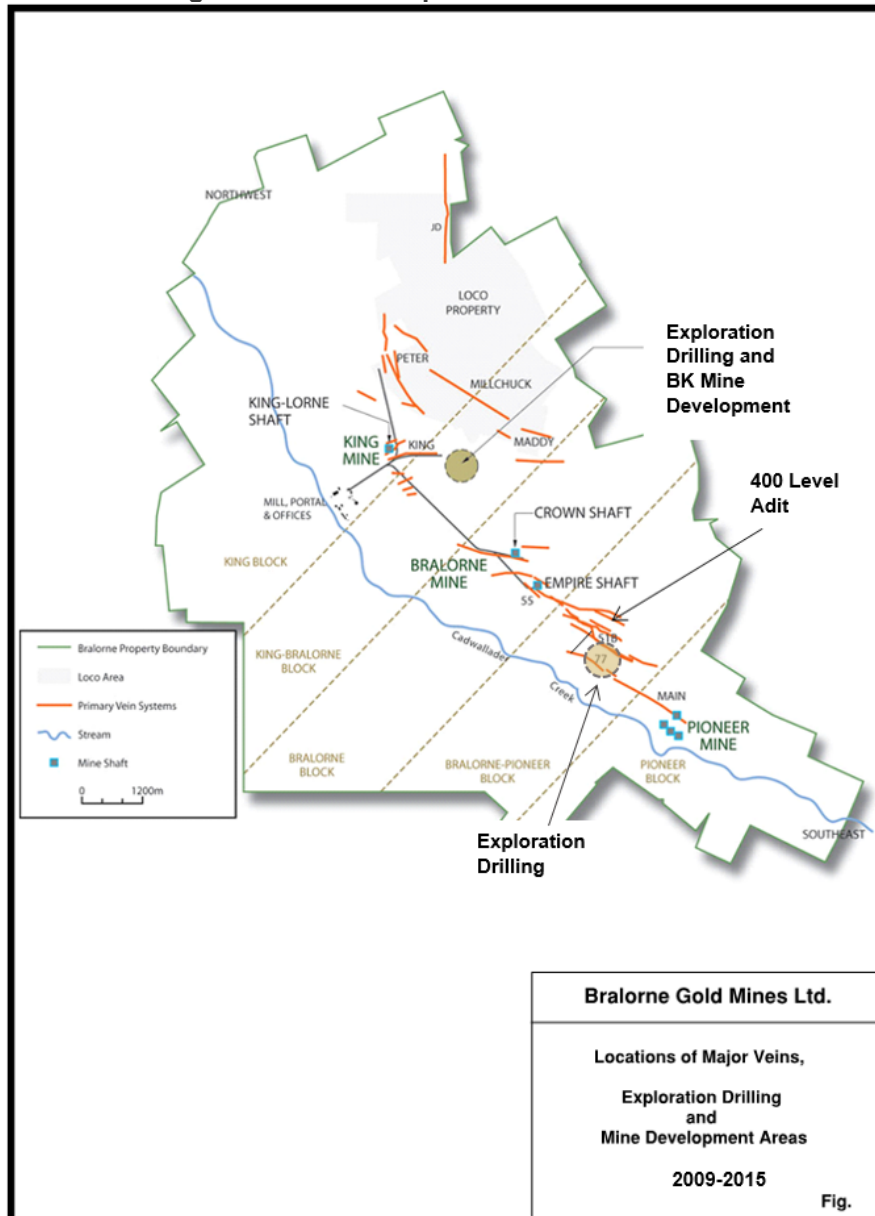 NORTHWEST
JD
LOCO
PROPERTY
Exploration
Drilling and
BK Mine
Development
PETER
MILLCHUCK
KING-LORNE
SHAFT
KING
MINE
KING
MADDY
400 Level
Adit
MILL, PORTAL
& OFFICES
CROWN SHAFT
KING BLOCK
BRALORNE
MINE
EMPIRE SHAFT
55
51B
77
Cadwallader
Creek
KING-BRALORNE
BLOCK
MAIN
PIONEER
MINE
BRALORNE
BLOCK
BRALORNE-PIONEER
BLOCK
PIONEER
BLOCK
SOUTHEAST
Exploration
Drilling
Bralorne Property Boundary
Loco Area
Primary Vein Systems
Stream
Mine Shaft
0 1200m
Bralorne Gold Mines Ltd.
Locations of Major Veins,
Exploration Drilling
and
Mine Development Areas
2009-2015
Fig.